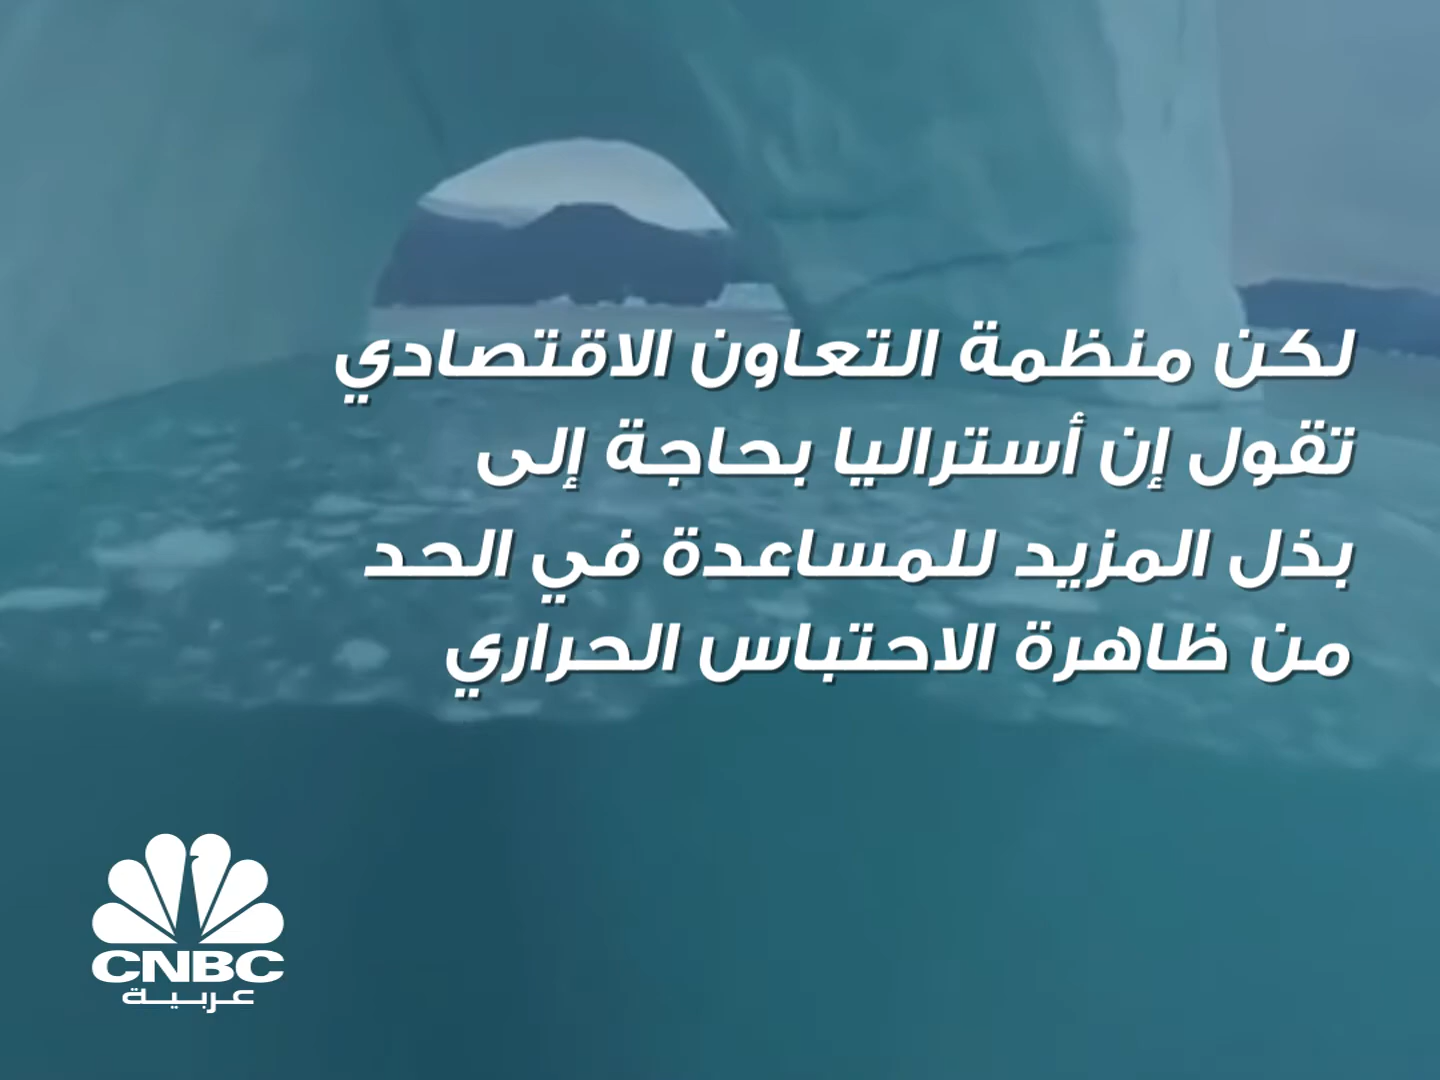 لكن منظمة التعاون الاقتصادي
تقول إن أستراليا بحاجة إلى
بذل المزيد للمساعدة في الحد
من ظاهرة الاحتباس الحراري
CNBC
عربية